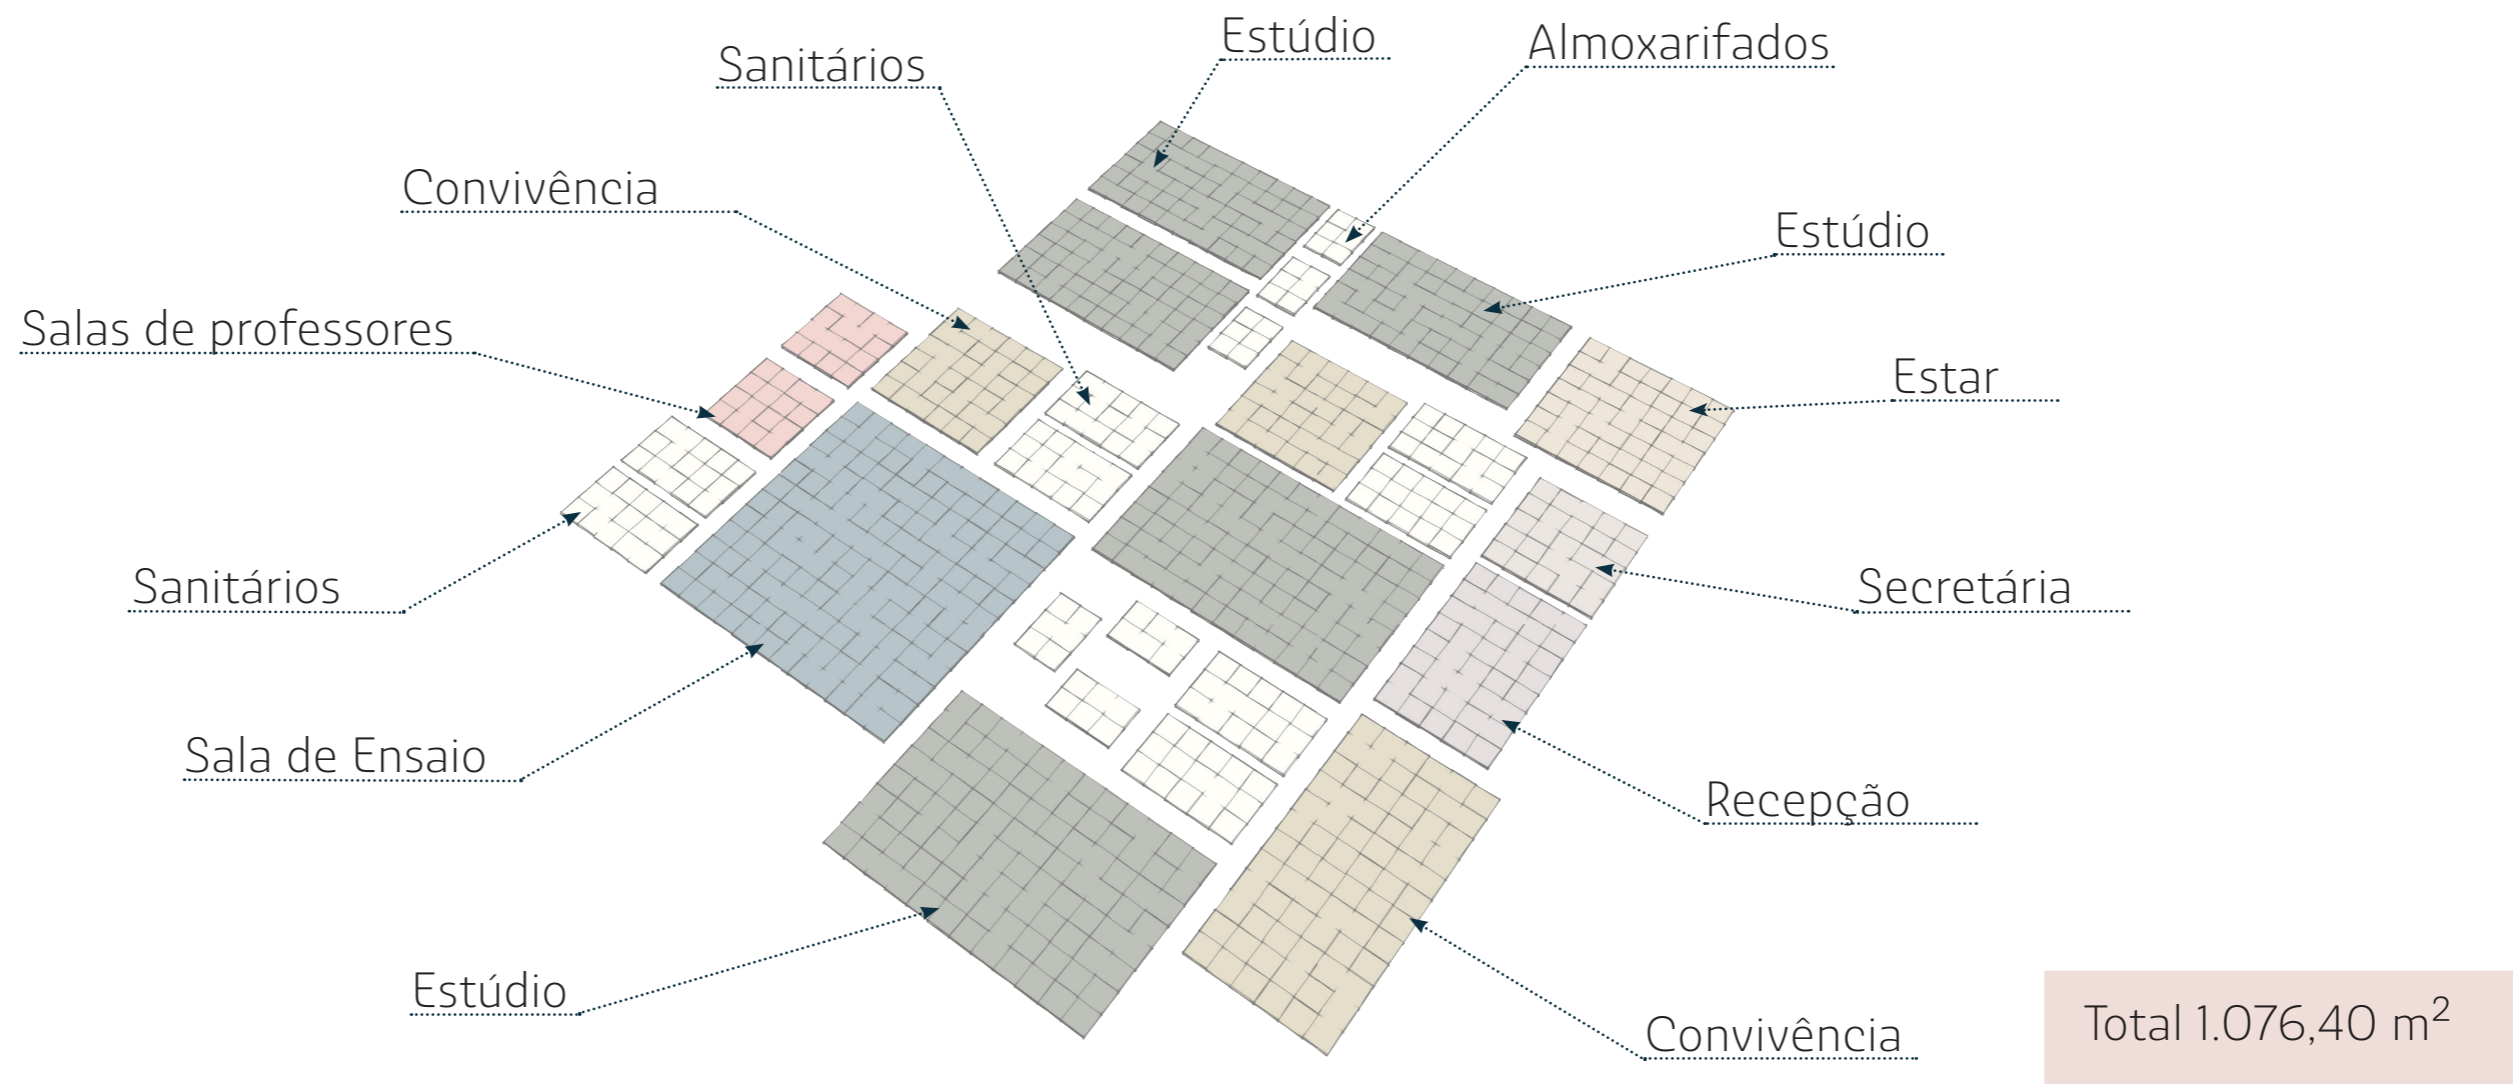 Estúdio
Almoxarifados
Sanitários
Convivência
Estúdio
Salas de professores
Estar
Sanitários
Secretária
Sala de Ensaio
Recepção
Estúdio
Convivência
Total 1.076,40 m²